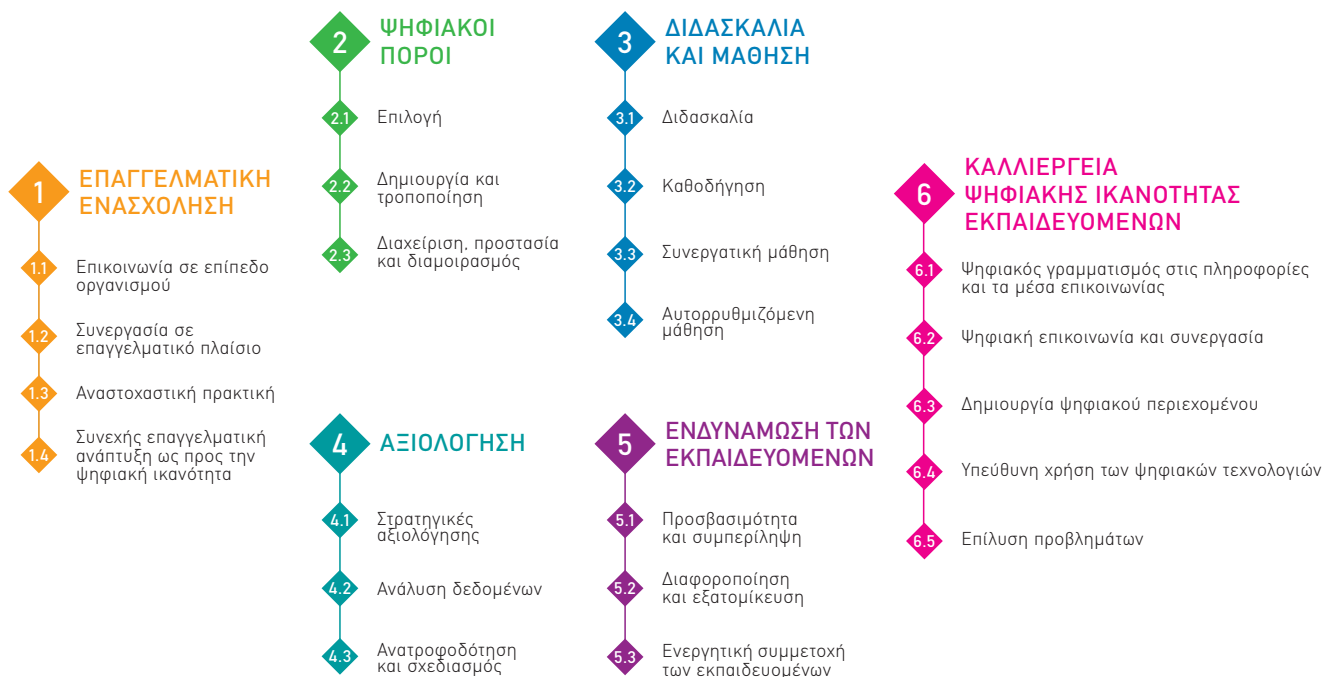 1
ΕΠΑΓΓΕΛΜΑΤΙΚΗ
ΕΝΑΣΧΟΛΗΣΗ
1.1
Επικοινωνία σε επίπεδο
οργανισμού
1.2
Συνεργασία σε
επαγγελματικό πλαίσιο
1.3
Αναστοχαστική πρακτική
1.4
Συνεχής επαγγελματική
ανάπτυξη ως προς την
ψηφιακή ικανότητα
2
ΨΗΦΙΑΚΟΙ
ΠΟΡΟΙ
2.1
Επιλογή
2.2
Δημιουργία και
τροποποίηση
2.3
Διαχείριση, προστασία
και διαμοιρασμός
3
ΔΙΔΑΣΚΑΛΙΑ
ΚΑΙ ΜΑΘΗΣΗ
3.1
Διδασκαλία
3.2
Καθοδήγηση
3.3
Συνεργατική μάθηση
3.4
Αυτορρυθμιζόμενη
μάθηση
4
ΑΞΙΟΛΟΓΗΣΗ
4.1
Στρατηγικές
αξιολόγησης
4.2
Ανάλυση δεδομένων
4.3
Ανατροφοδότηση
και σχεδιασμός
5
ΕΝΔΥΝΑΜΩΣΗ ΤΩΝ
ΕΚΠΑΙΔΕΥΟΜΕΝΩΝ
5.1
Προσβασιμότητα
και συμπερίληψη
5.2
Διαφοροποίηση
και εξατομίκευση
5.3
Ενεργητική συμμετοχή
των εκπαιδευομένων
6
ΚΑΛΛΙΕΡΓΕΙΑ
ΨΗΦΙΑΚΗΣ ΙΚΑΝΟΤΗΤΑΣ
ΕΚΠΑΙΔΕΥΟΜΕΝΩΝ
6.1
Ψηφιακός γραμματισμός στις πληροφορίες
και τα μέσα επικοινωνίας
6.2
Ψηφιακή επικοινωνία και συνεργασία
6.3
Δημιουργία ψηφιακού περιεχομένου
6.4
Υπεύθυνη χρήση των ψηφιακών τεχνολογιών
6.5
Επίλυση προβλημάτων